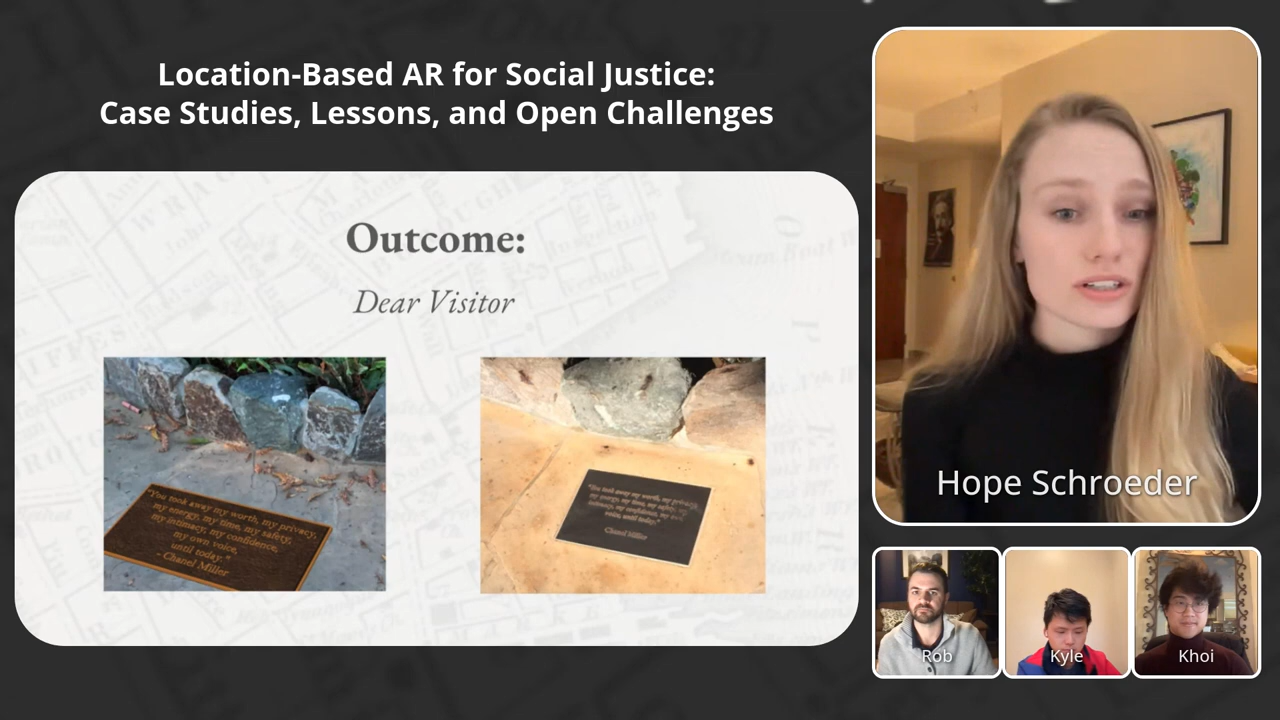 Location-Based AR for Social Justice:
Case Studies, Lessons, and Open Challenges
Outcome:
Dear Visitor
"You took away my worth, my privacy,
my energy, my time, my safety,
my intimacy, my confidence,
my own voice,
until today."
- Chanel Miller
Chanel Miller
Hope Schroeder
Rob
Kyle
Khoi